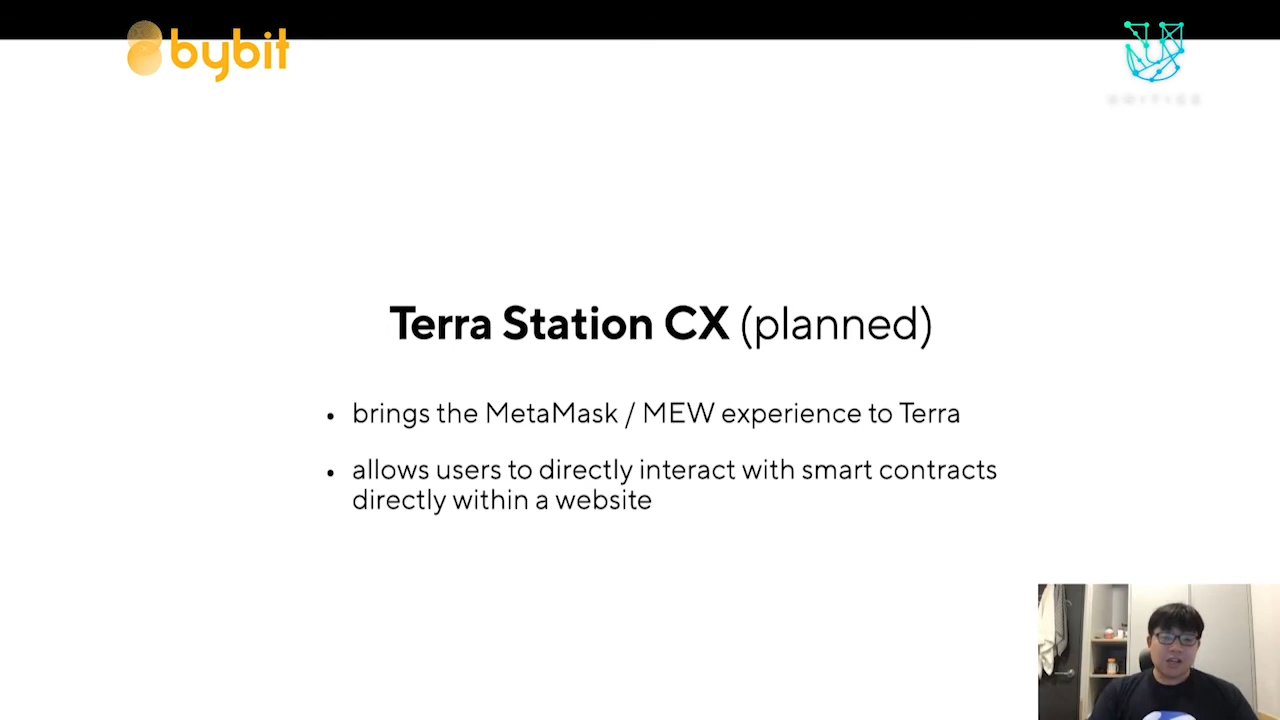 bybit
UNITIZE
Terra Station CX (planned)
• brings the MetaMask / MEW experience to Terra
• allows users to directly interact with smart contracts
directly within a website